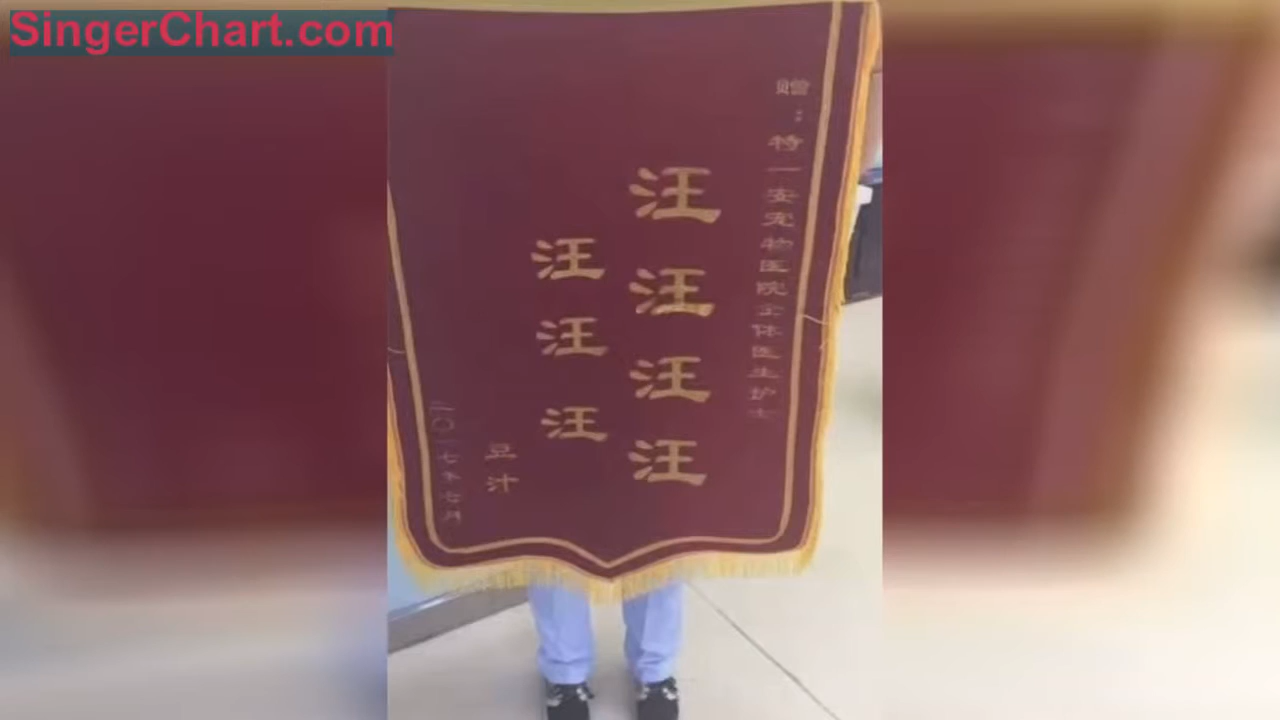 SingerChart.com
赠：特一安宠物医院全体医生护士
汪汪汪汪
汪汪汪
豆汁
二〇一七年七月